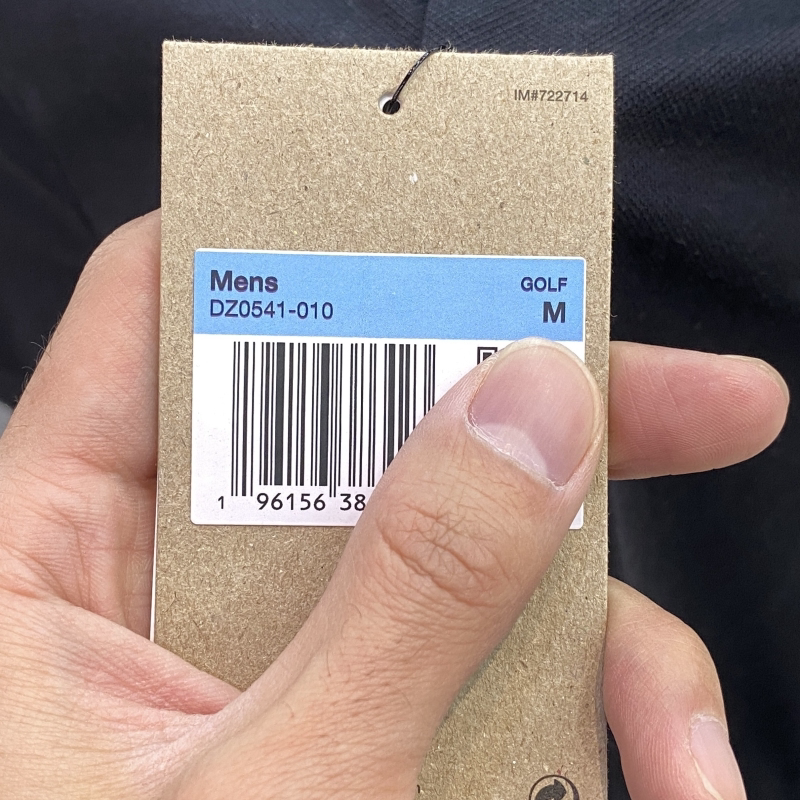 IM#722714
Mens
GOLF
DZ0541-010
M
1 96156 38